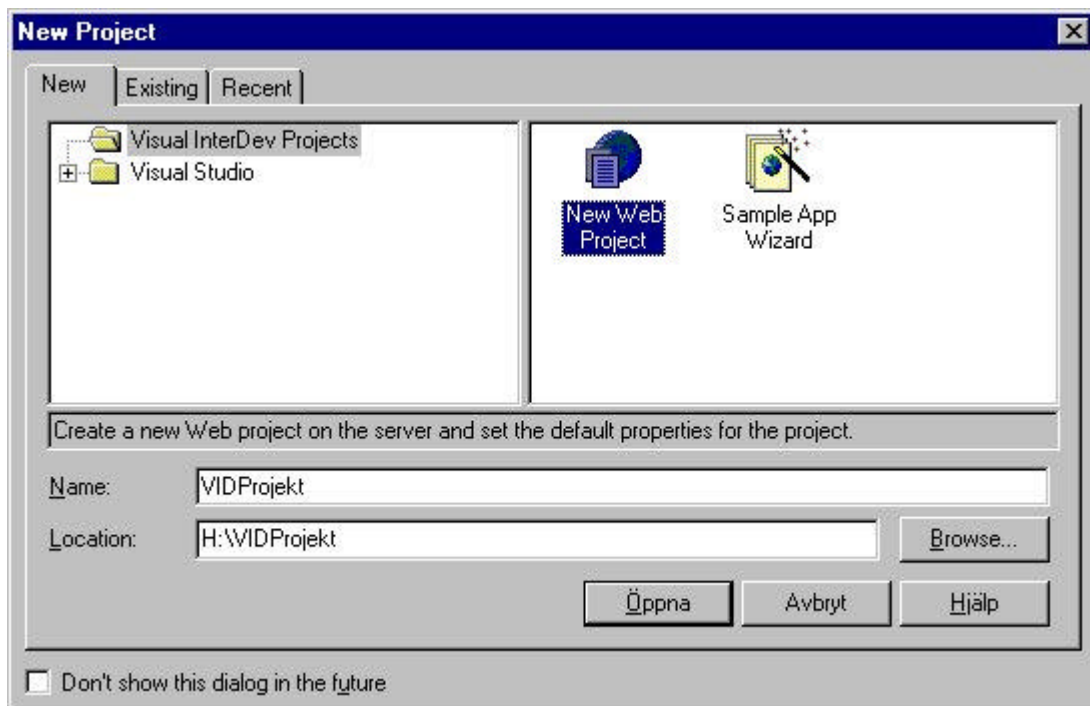 New Project
New Existing Recent
Visual InterDev Projects
Visual Studio
New Web
Project
Sample App
Wizard
Create a new Web project on the server and set the default properties for the project.
Name: VIDProjekt
Location: H:\VIDProjekt Browse...
Öppna Avbryt Hjälp
Don't show this dialog in the future